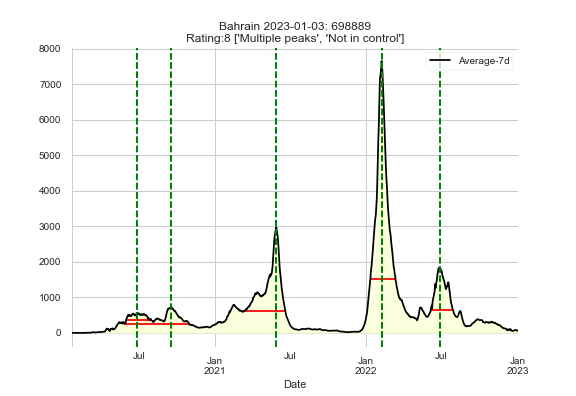 Bahrain 2023-01-03: 698889
Rating:8 ['Multiple peaks', 'Not in control']
Average-7d
8000
7000
6000
5000
4000
3000
2000
1000
0
Jul
Jan
2021
Jul
Jan
2022
Jul
Jan
2023
Date